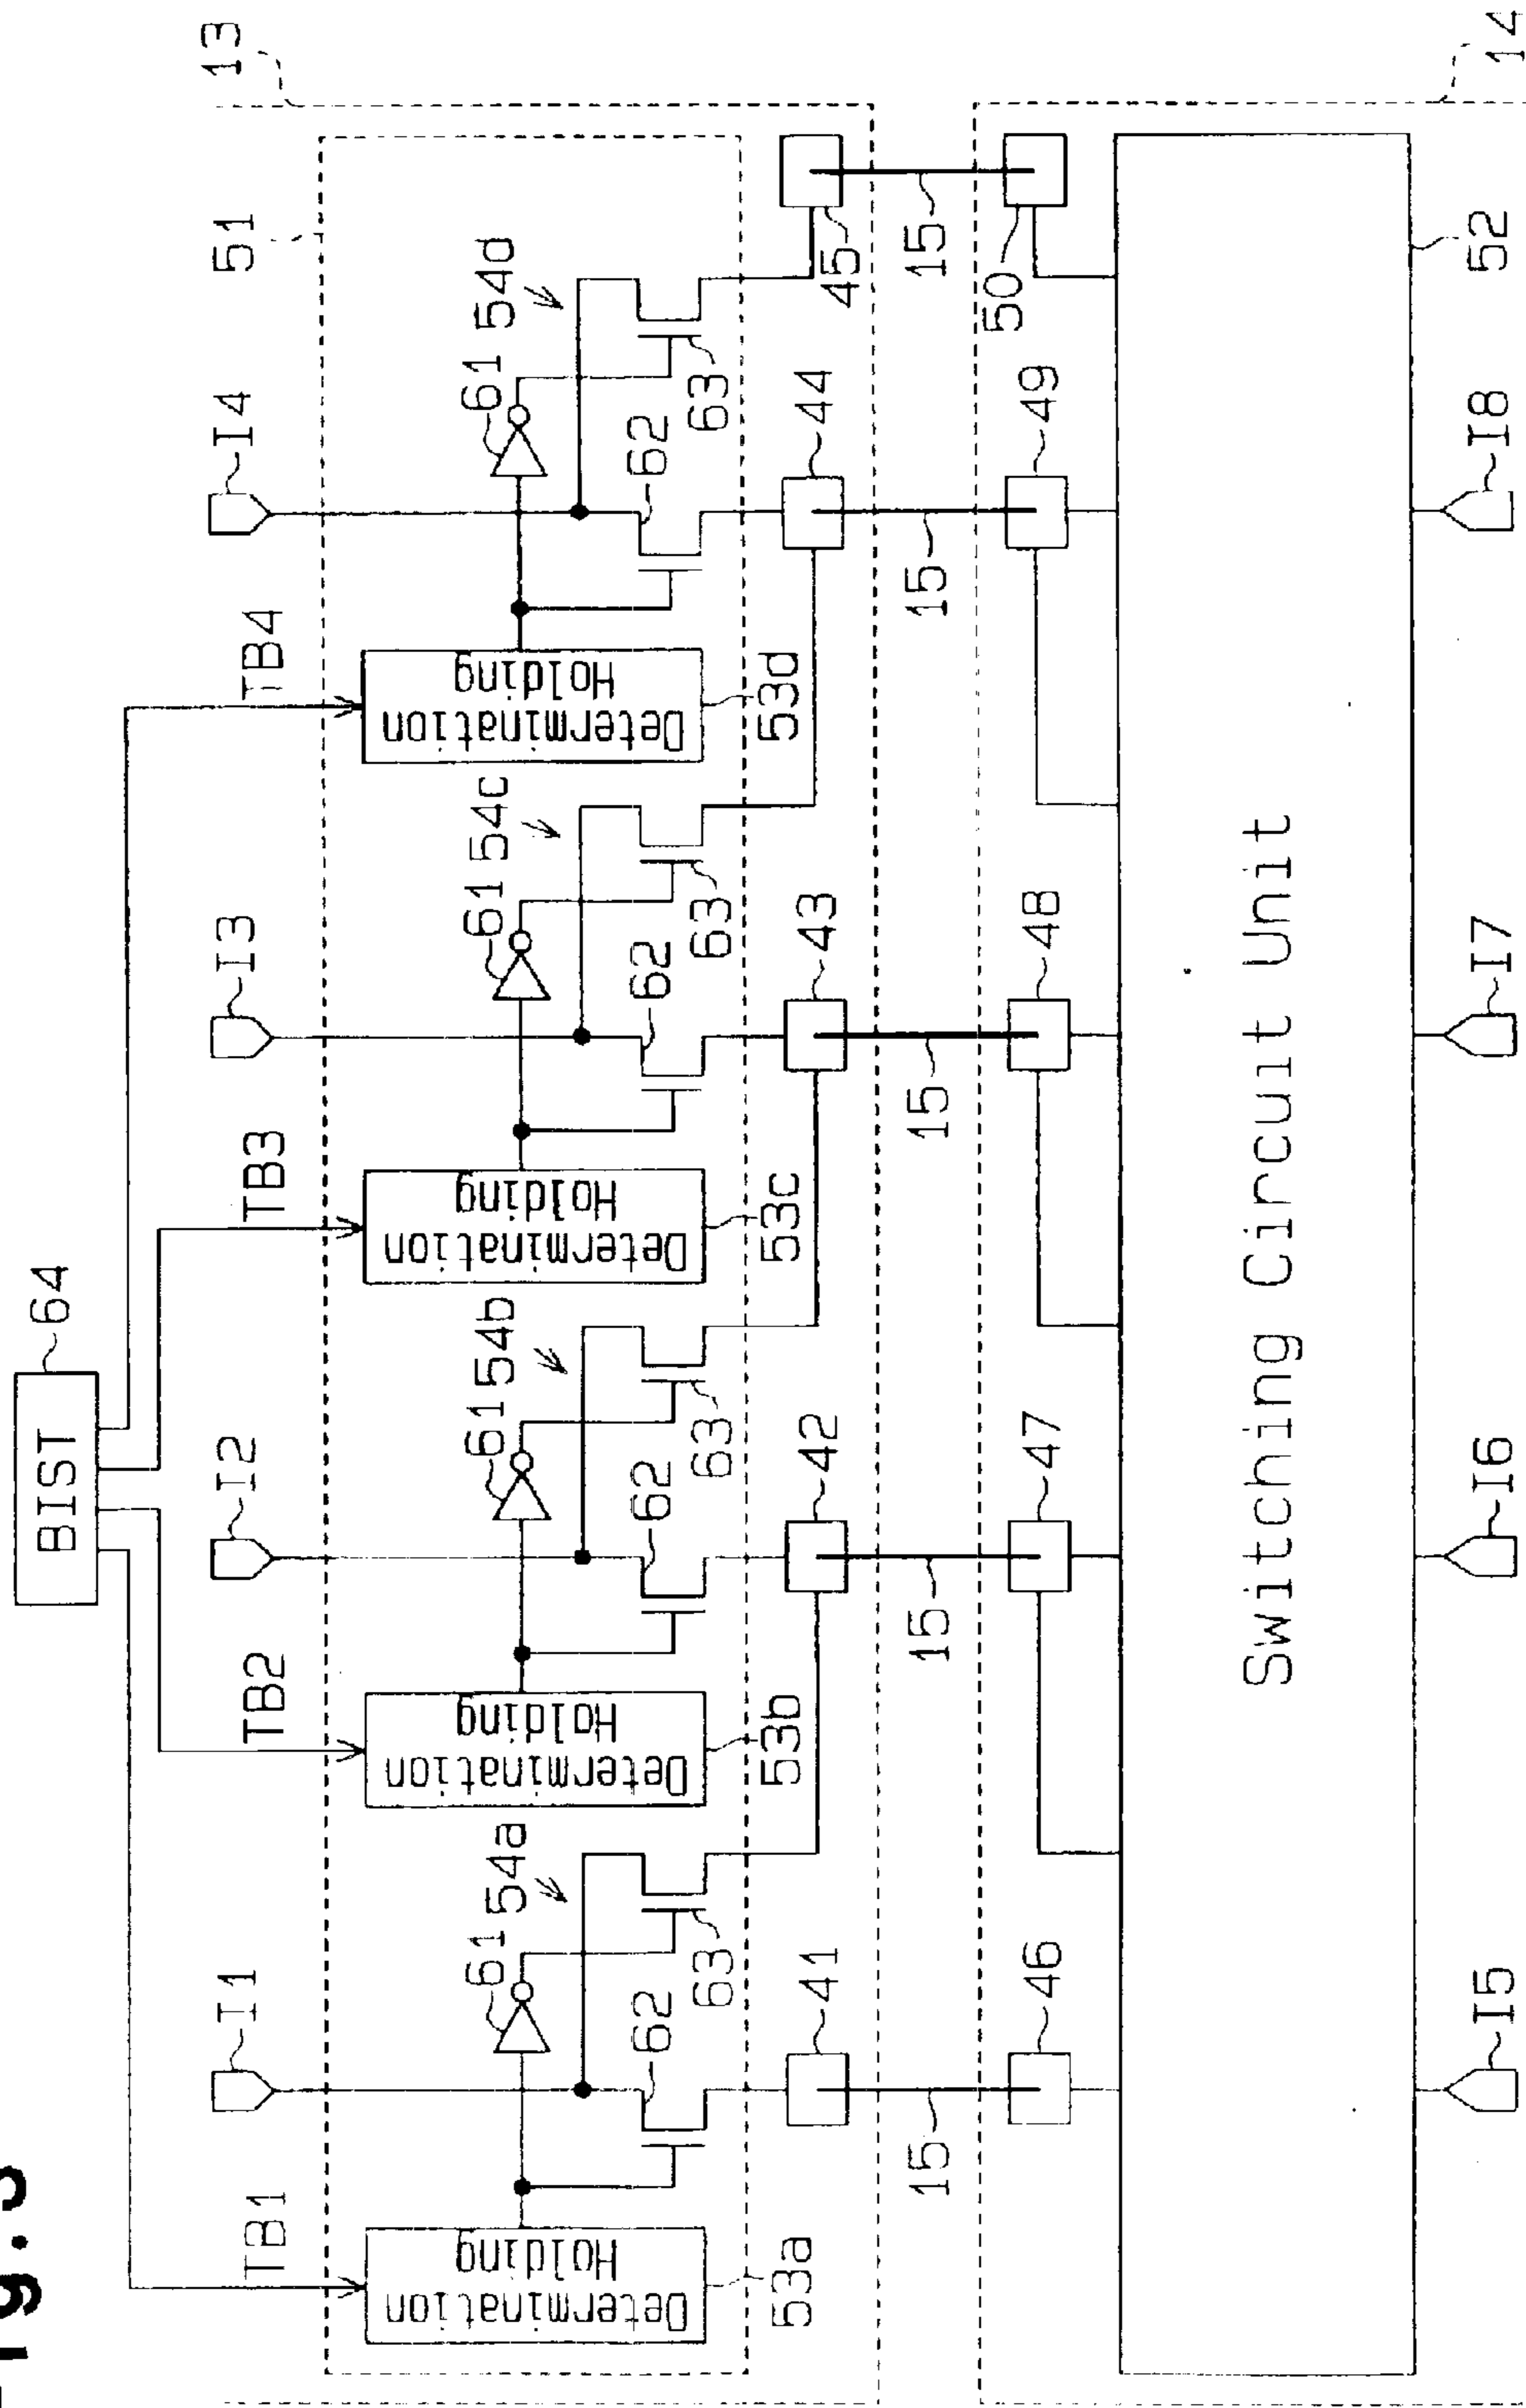 Fig.5
BIST
64
TB1
TB2
TB3
TB4
I1
I2
I3
I4
13
51
Determination
Holding
53a
61
54a
62
63
Determination
Holding
53b
61
54b
62
63
Determination
Holding
53c
61
54c
62
63
Determination
Holding
53d
61
54d
62
63
41
42
43
44
45
15
15
15
15
15
46
47
48
49
50
Switching Circuit Unit
52
I5
I6
I7
I8
14